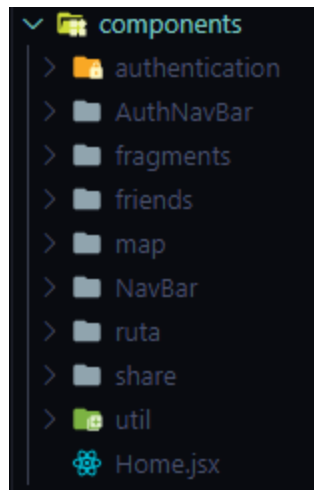 components
authentication
AuthNavBar
fragments
friends
map
NavBar
ruta
share
util
Home.jsx